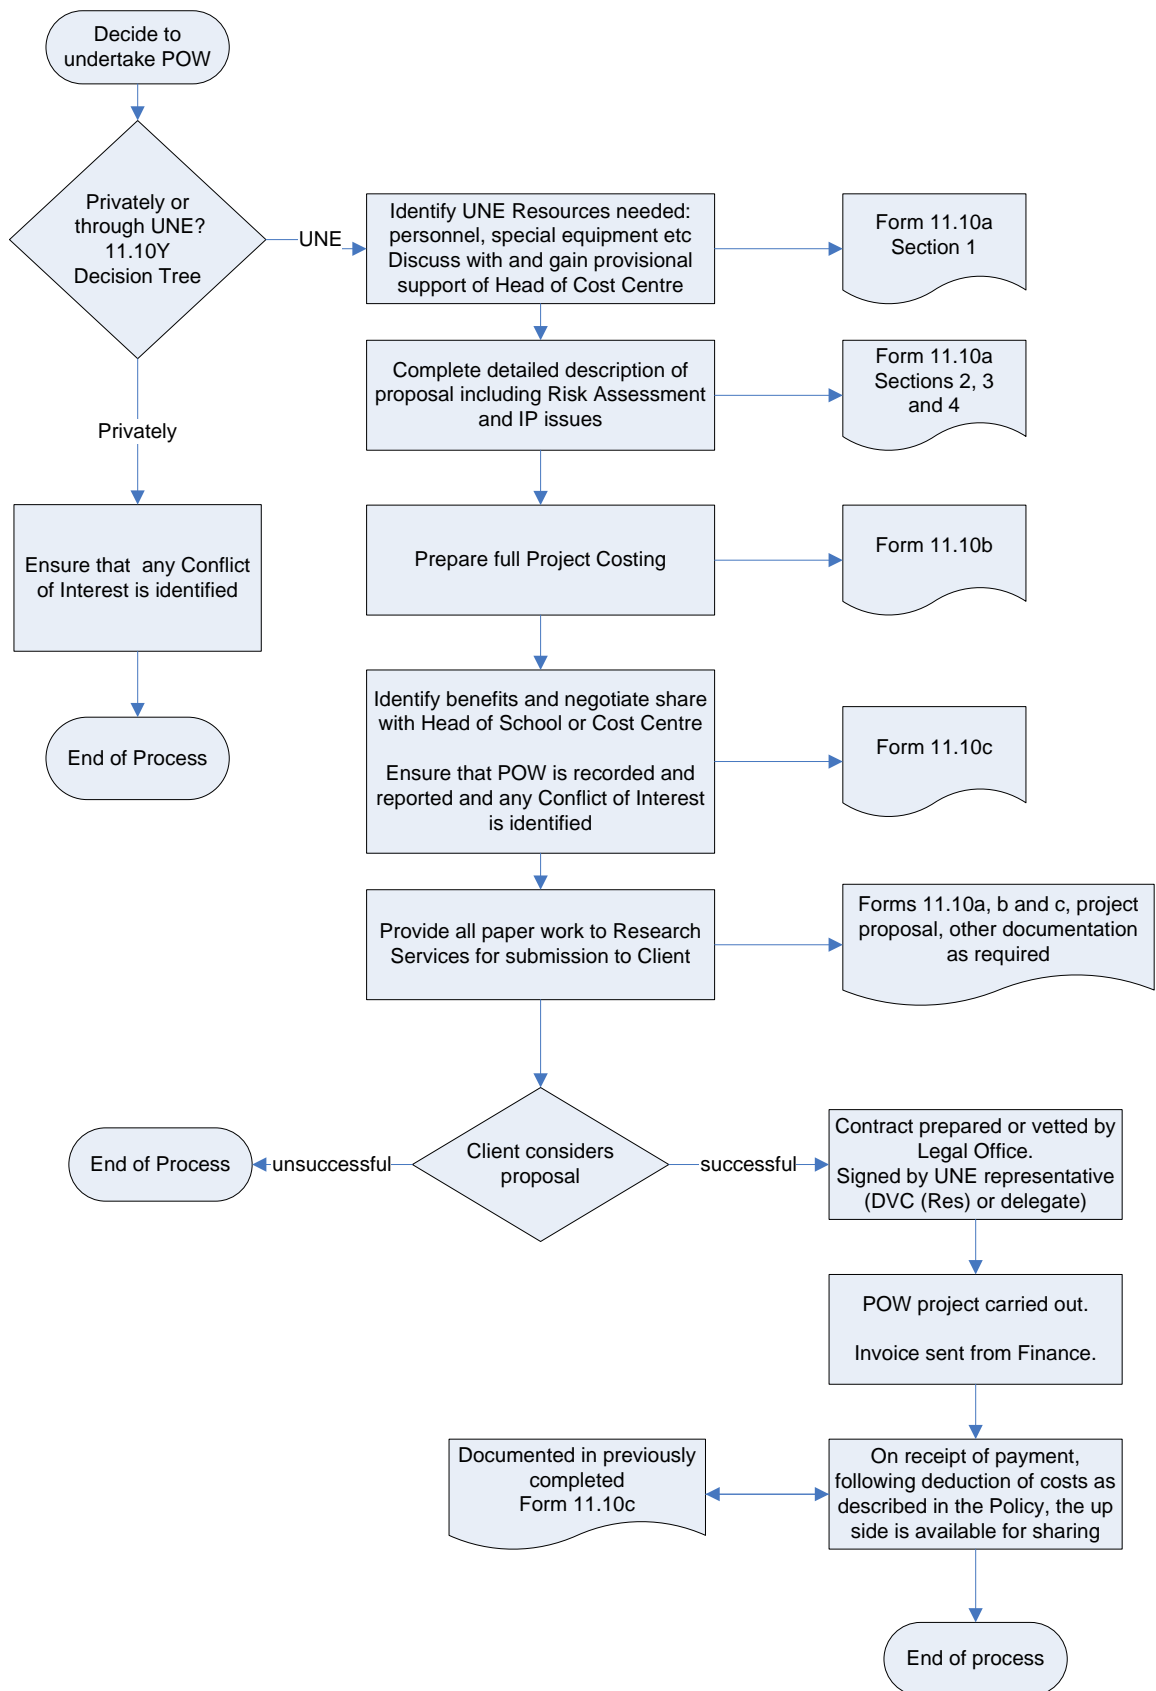 Decide to
undertake POW
Privately or
through UNE?
11.10Y
Decision Tree
UNE
Identify UNE Resources needed:
personnel, special equipment etc
Discuss with and gain provisional
support of Head of Cost Centre
Form 11.10a
Section 1
Complete detailed description of
proposal including Risk Assessment
and IP issues
Form 11.10a
Sections 2, 3
and 4
Privately
Ensure that  any Conflict
of Interest is identified
Prepare full Project Costing
Form 11.10b
End of Process
Identify benefits and negotiate share
with Head of School or Cost Centre
Ensure that POW is recorded and
reported and any Conflict of Interest
is identified
Form 11.10c
Provide all paper work to Research
Services for submission to Client
Forms 11.10a, b and c, project
proposal, other documentation
as required
Client considers
proposal
unsuccessful
End of Process
successful
Contract prepared or vetted by
Legal Office.
Signed by UNE representative
(DVC (Res) or delegate)
POW project carried out.
Invoice sent from Finance.
On receipt of payment,
following deduction of costs as
described in the Policy, the up
side is available for sharing
Documented in previously
completed
Form 11.10c
End of process